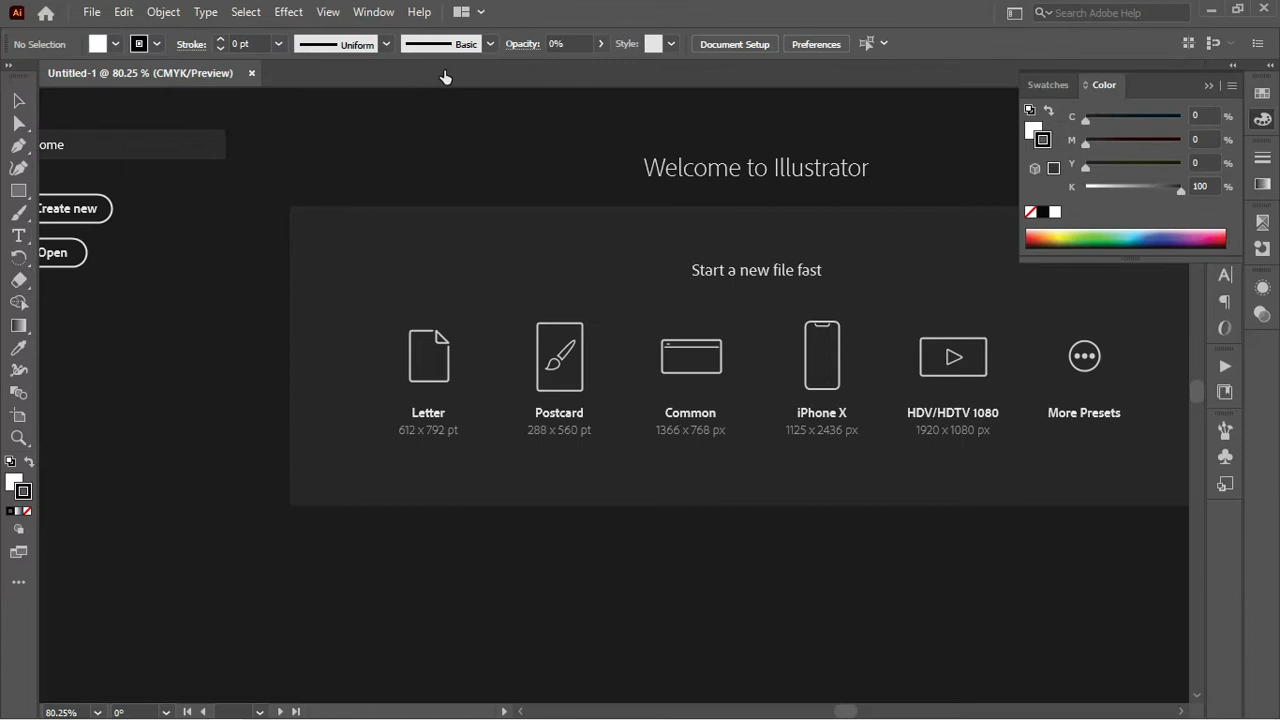 Ai File Edit Object Type Select Effect View Window Help Search Adobe Help
No Selection Stroke: 0 pt Uniform Basic Opacity: 0% Style: Document Setup Preferences
Untitled-1 @ 80.25 % (CMYK/Preview) ×
Swatches Color
C 0 %
M 0 %
Y 0 %
K 100 %
ome
Create new
Open
Welcome to Illustrator
Start a new file fast
Letter Postcard Common iPhone X HDV/HDTV 1080 More Presets
612 x 792 pt 288 x 560 pt 1366 x 768 px 1125 x 2436 px 1920 x 1080 px
80.25% 0°